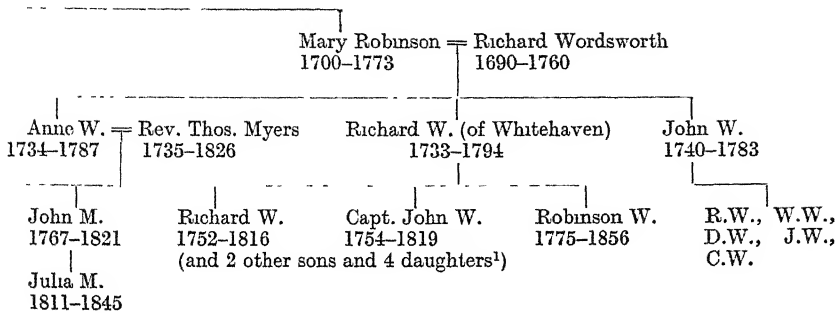 Mary Robinson = Richard Wordsworth
1700–1773 1690–1760
Anne W. = Rev. Thos. Myers Richard W. (of Whitehaven) John W.
1734–1787 1735–1826 1733–1794 1740–1783
John M. Richard W. Capt. John W. Robinson W. R.W., W.W.,
1767–1821 1752–1816 1754–1819 1775–1856 D.W., J.W.,
(and 2 other sons and 4 daughters¹) C.W.
Julia M.
1811–1845